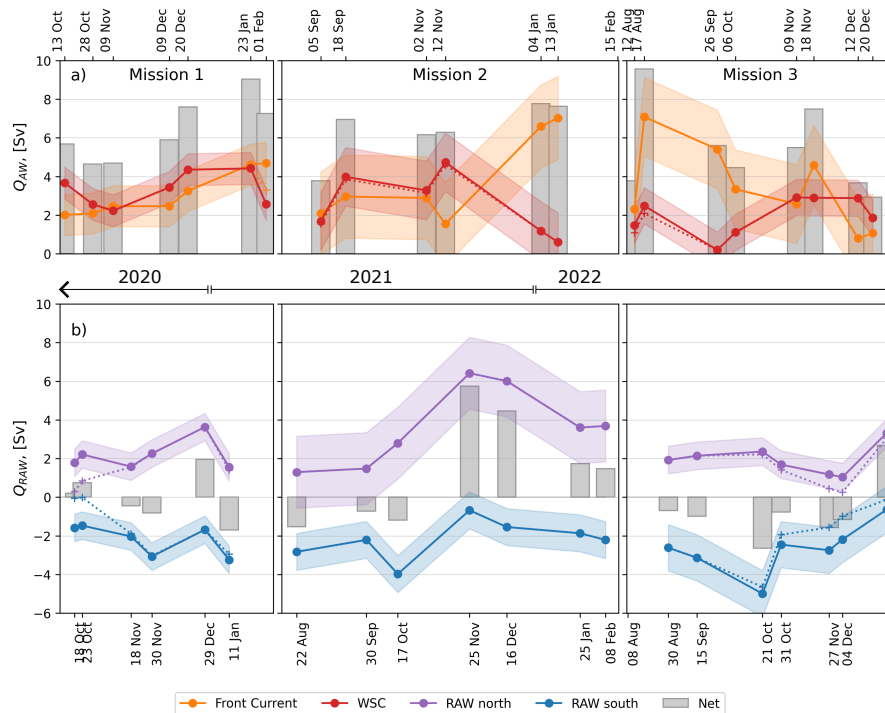 13 Oct 28 Oct 09 Nov 09 Dec 20 Dec 23 Jan 01 Feb 05 Sep 18 Sep 02 Nov 12 Nov 04 Jan 13 Jan 15 Feb 12 Aug 17 Aug 26 Sep 06 Oct 09 Nov 18 Nov 12 Dec 20 Dec
a) Mission 1 Mission 2 Mission 3
10
8
6
4
2
0
Q_AW, [Sv]
2020 2021 2022
b)
10
8
6
4
2
0
−2
−4
−6
Q_RAW, [Sv]
23 Oct 18 Nov 30 Nov 29 Dec 11 Jan 22 Aug 30 Sep 17 Oct 25 Nov 16 Dec 25 Jan 08 Feb 08 Aug 30 Aug 15 Sep 21 Oct 31 Oct 27 Nov 04 Dec
Front Current WSC RAW north RAW south Net